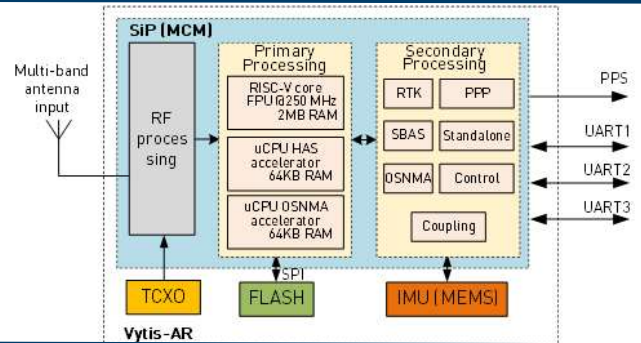 SiP (MCM)
Multi-band
antenna
input
RF
proces
sing
Primary
Processing
RISC-V core
FPU@250 MHz
2MB RAM
uCPU HAS
accelerator
64KB RAM
uCPU OSNMA
accelerator
64KB RAM
Secondary
Processing
RTK
PPP
SBAS
Standalone
OSNMA
Control
Coupling
PPS
UART1
UART2
UART3
SPI
TCXO
FLASH
IMU (MEMS)
Vytis-AR